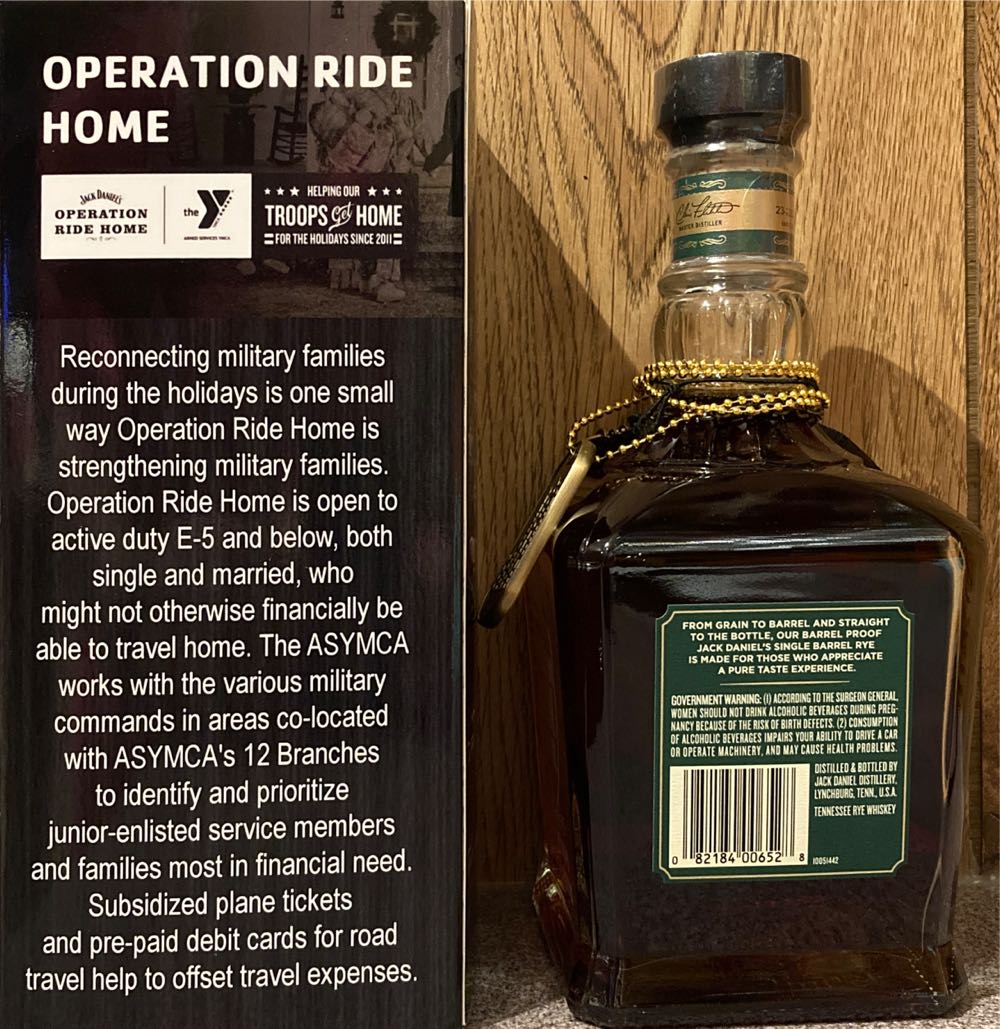 OPERATION RIDE
HOME
JACK DANIEL'S
OPERATION
RIDE HOME
the Y
ARMED SERVICES YMCA
HELPING OUR
TROOPS Get HOME
FOR THE HOLIDAYS SINCE 2011
Reconnecting military families
during the holidays is one small
way Operation Ride Home is
strengthening military families.
Operation Ride Home is open to
active duty E-5 and below, both
single and married, who
might not otherwise financially be
able to travel home. The ASYMCA
works with the various military
commands in areas co-located
with ASYMCA's 12 Branches
to identify and prioritize
junior-enlisted service members
and families most in financial need.
Subsidized plane tickets
and pre-paid debit cards for road
travel help to offset travel expenses.
MASTER DISTILLER
FROM GRAIN TO BARREL AND STRAIGHT
TO THE BOTTLE, OUR BARREL PROOF
JACK DANIEL'S SINGLE BARREL RYE
IS MADE FOR THOSE WHO APPRECIATE
A PURE TASTE EXPERIENCE.
GOVERNMENT WARNING: (1) ACCORDING TO THE SURGEON GENERAL,
WOMEN SHOULD NOT DRINK ALCOHOLIC BEVERAGES DURING PREG-
NANCY BECAUSE OF THE RISK OF BIRTH DEFECTS. (2) CONSUMPTION
OF ALCOHOLIC BEVERAGES IMPAIRS YOUR ABILITY TO DRIVE A CAR
OR OPERATE MACHINERY, AND MAY CAUSE HEALTH PROBLEMS.
DISTILLED & BOTTLED BY
JACK DANIEL DISTILLERY,
LYNCHBURG, TENN., U.S.A.
TENNESSEE RYE WHISKEY
0 82184 00652 8
10051442